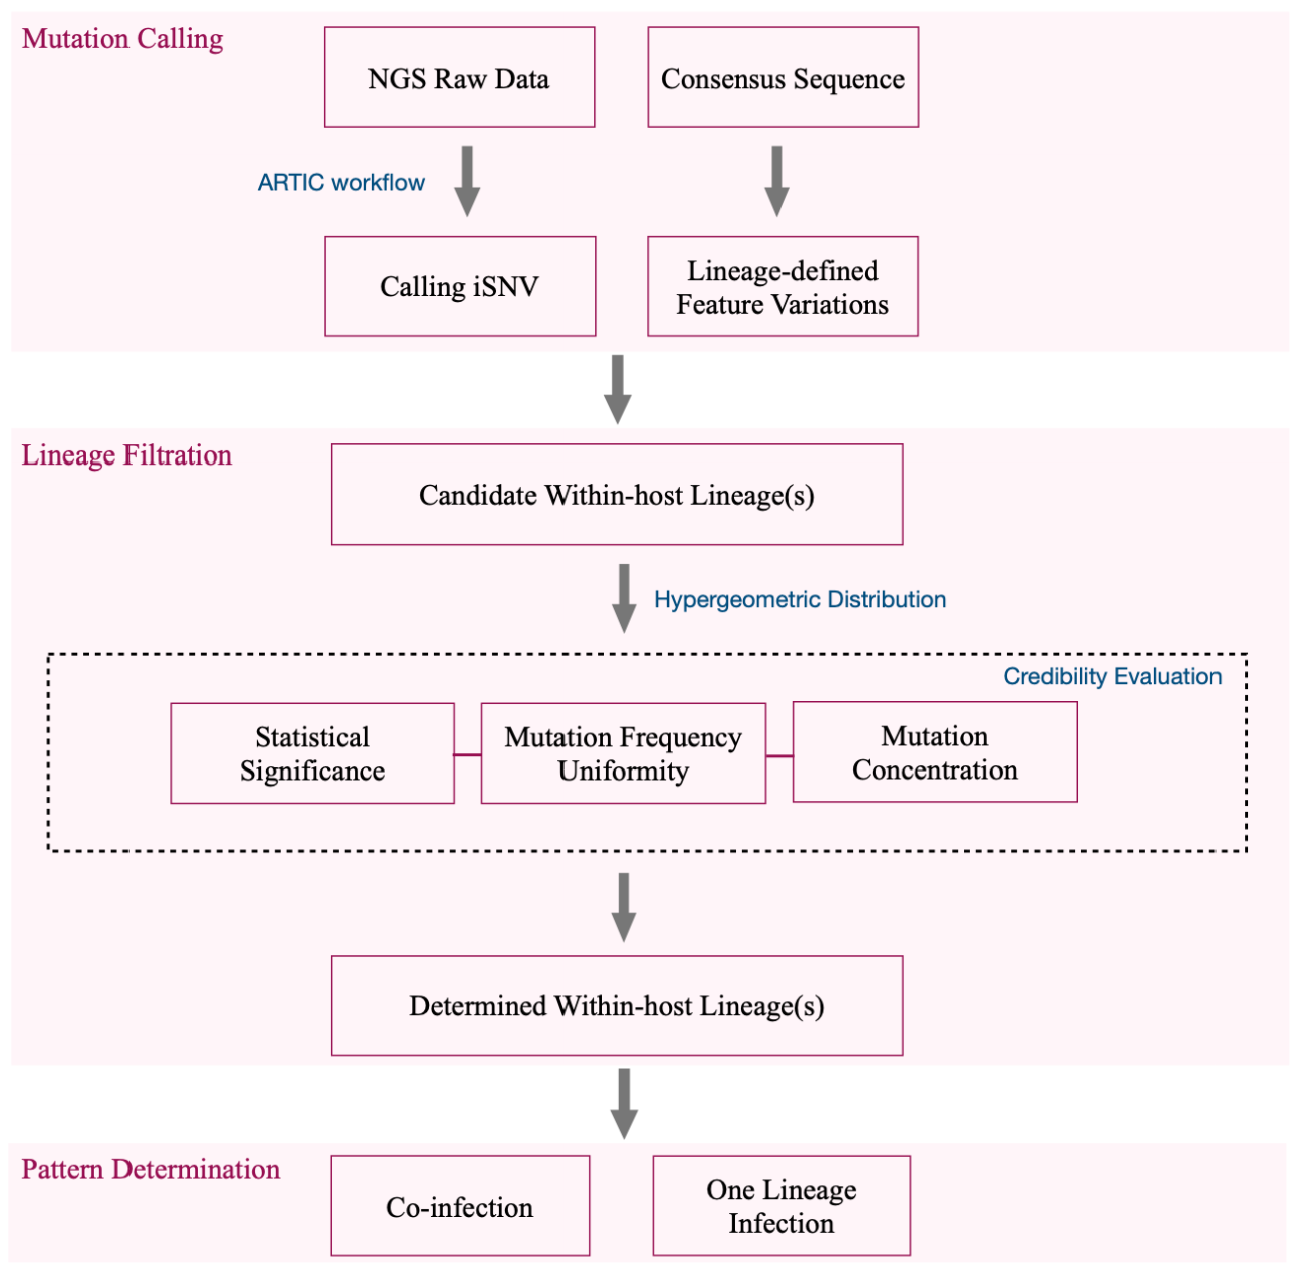 Mutation Calling
NGS Raw Data
Consensus Sequence
ARTIC workflow
Calling iSNV
Lineage-defined
Feature Variations
Lineage Filtration
Candidate Within-host Lineage(s)
Hypergeometric Distribution
Credibility Evaluation
Statistical
Significance
Mutation Frequency
Uniformity
Mutation
Concentration
Determined Within-host Lineage(s)
Pattern Determination
Co-infection
One Lineage
Infection